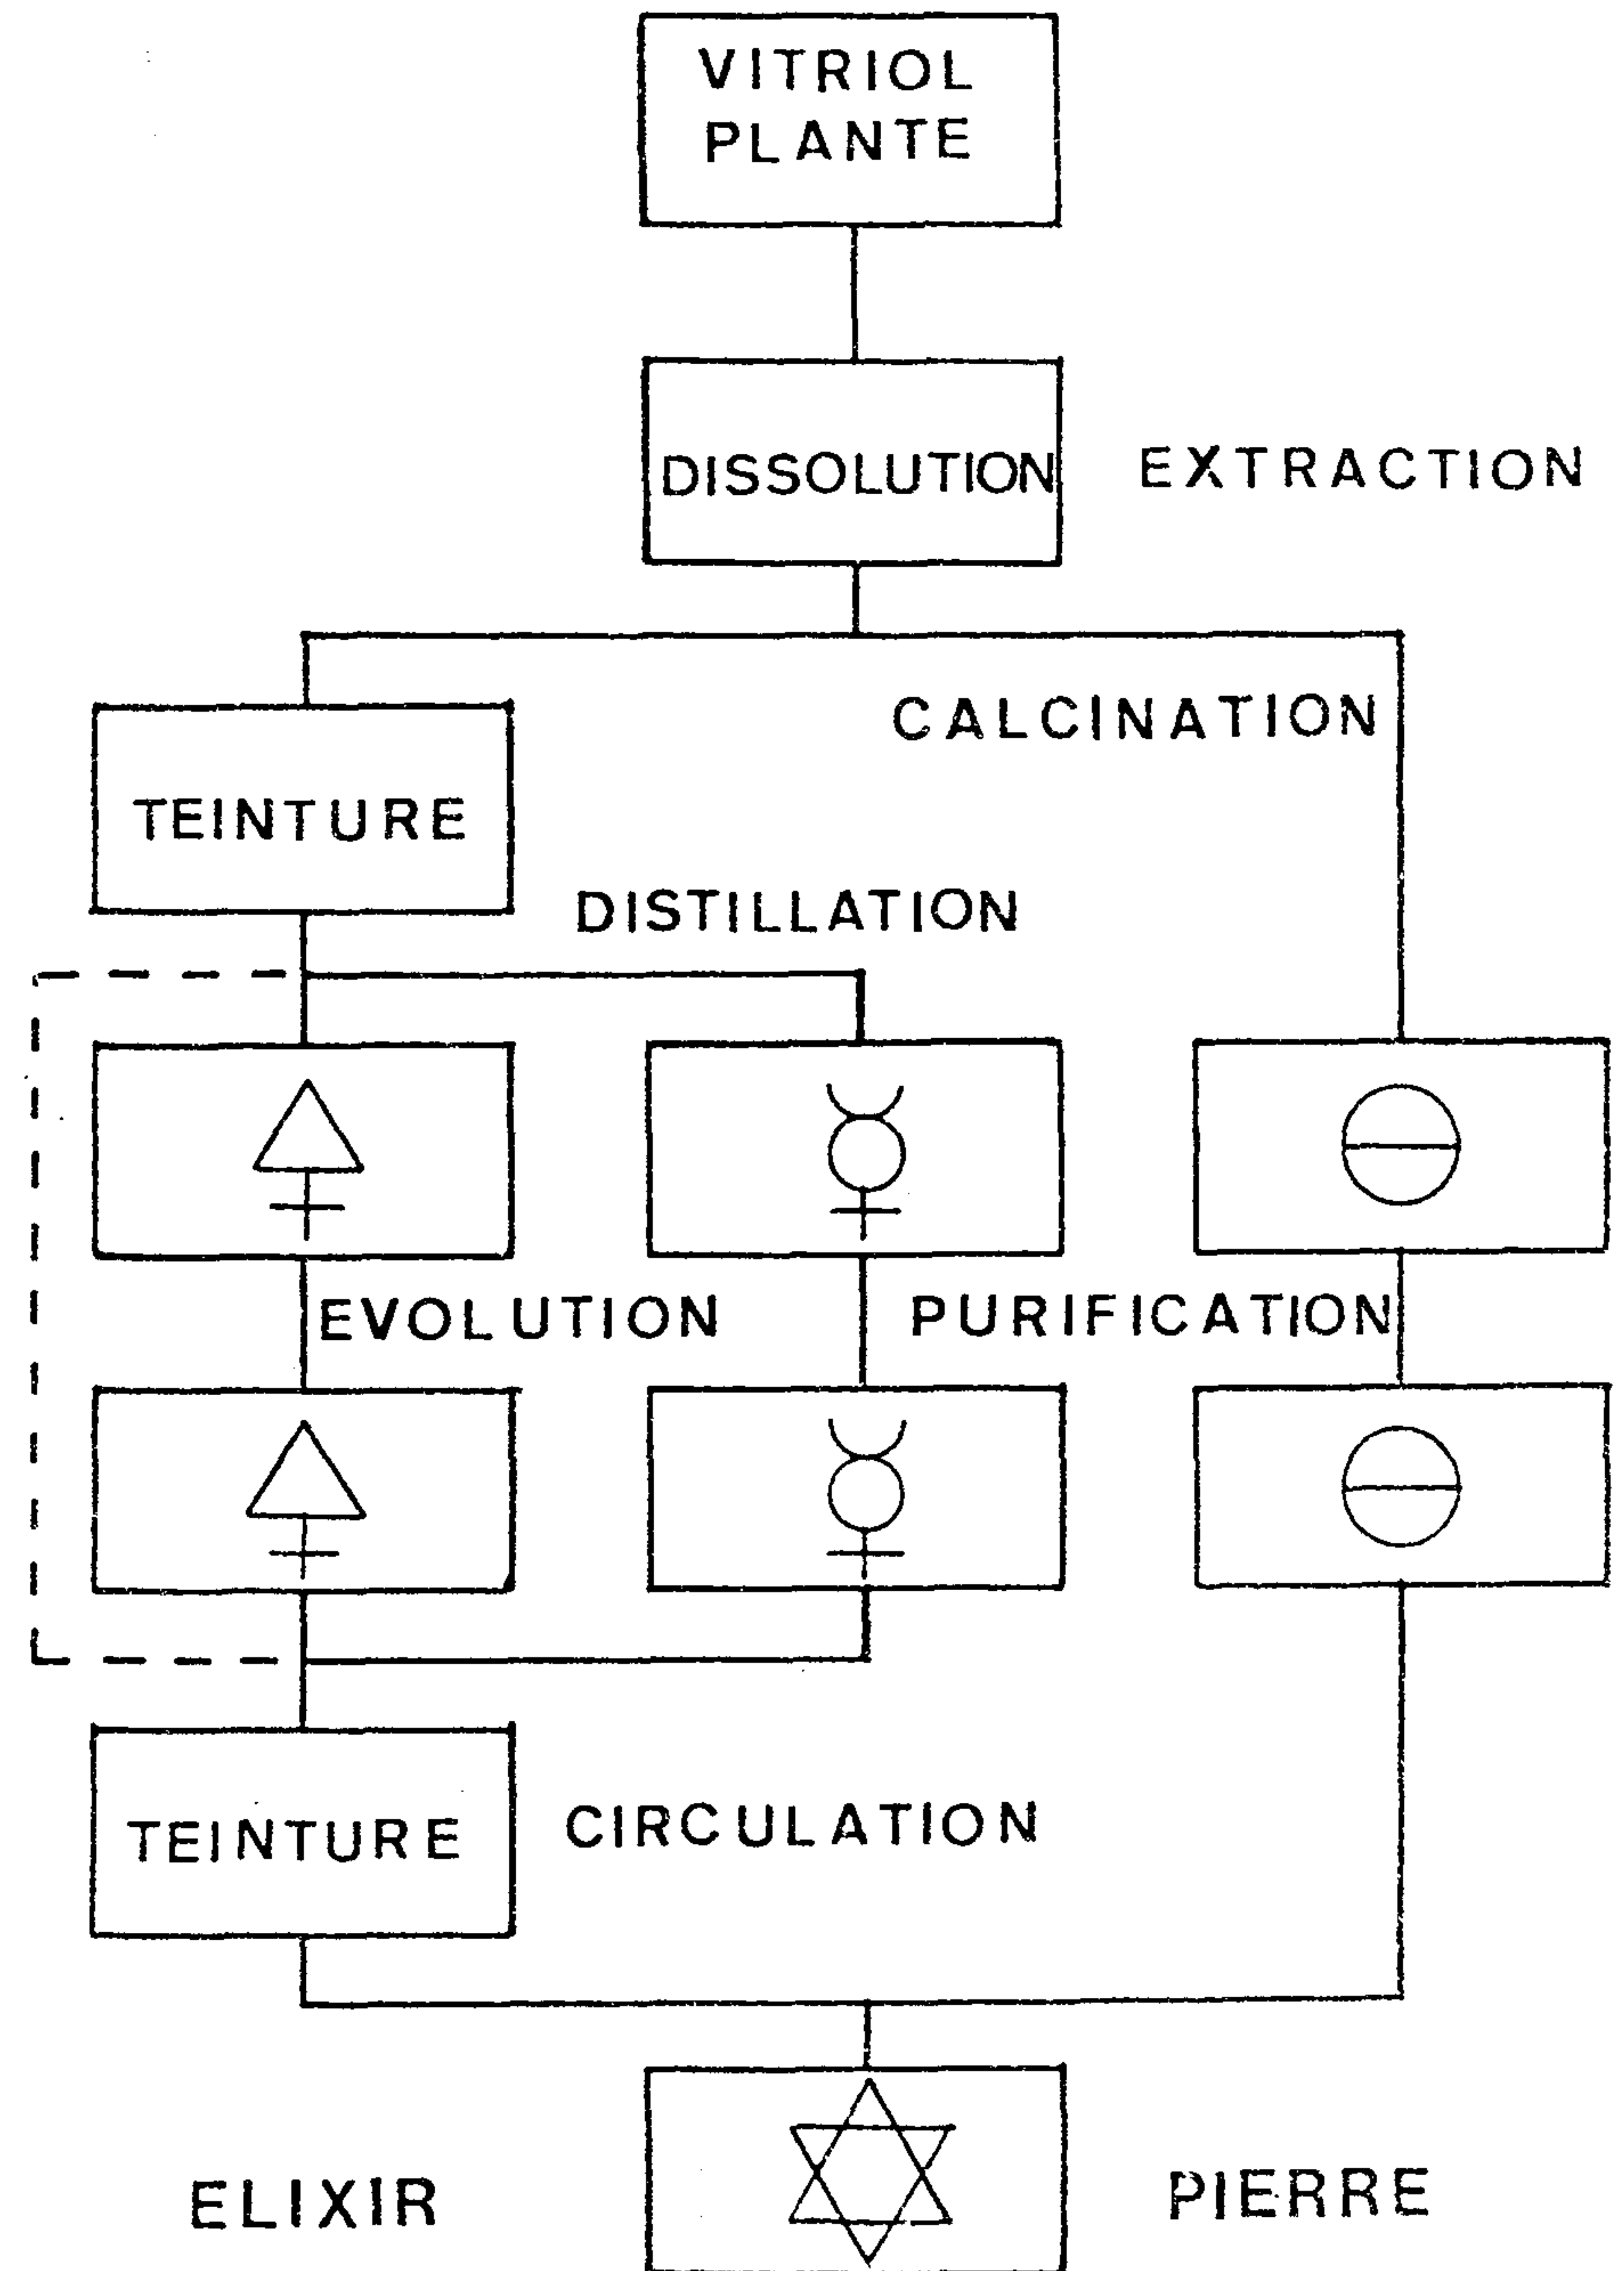 VITRIOL
PLANTE
DISSOLUTION
EXTRACTION
CALCINATION
TEINTURE
DISTILLATION
EVOLUTION
PURIFICATION
TEINTURE
CIRCULATION
ELIXIR
PIERRE